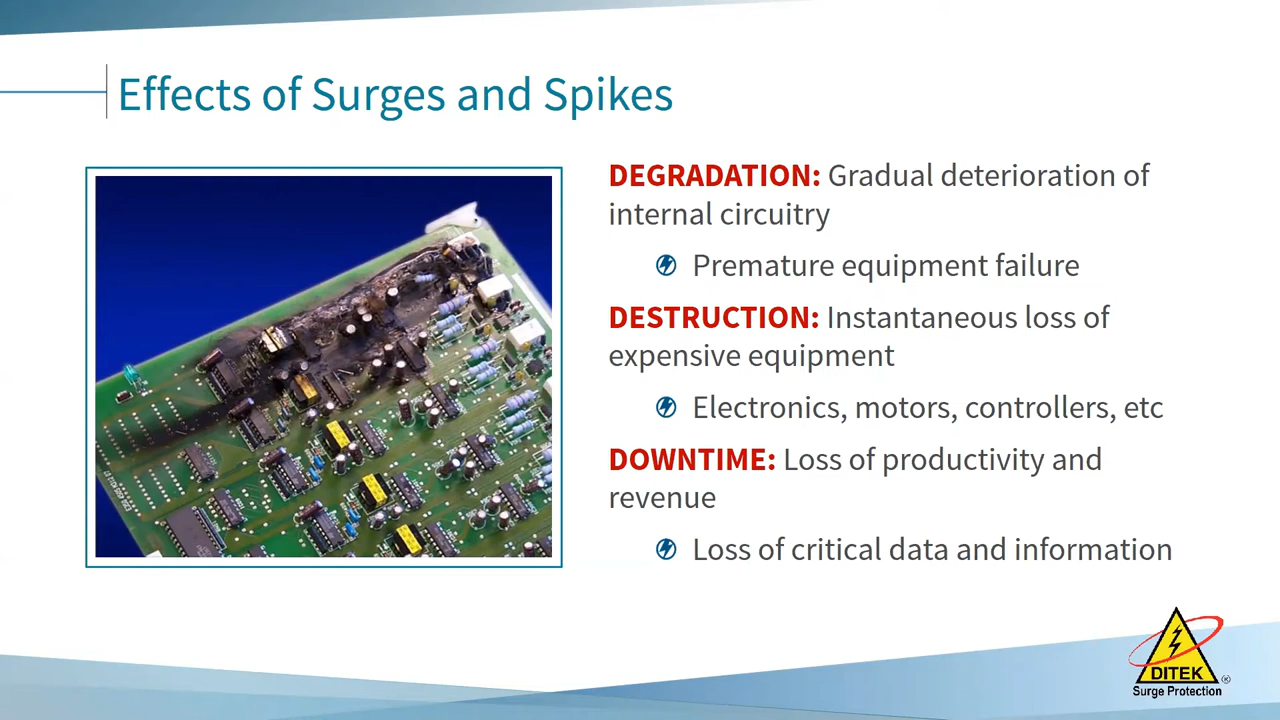 Effects of Surges and Spikes
DEGRADATION: Gradual deterioration of
internal circuitry
Premature equipment failure
DESTRUCTION: Instantaneous loss of
expensive equipment
Electronics, motors, controllers, etc
DOWNTIME: Loss of productivity and
revenue
Loss of critical data and information
DITEK
®
Surge Protection